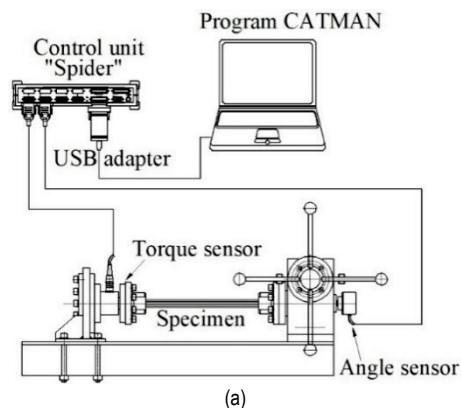 Program CATMAN
Control unit
"Spider"
USB adapter
Torque sensor
Specimen
Angle sensor
(a)